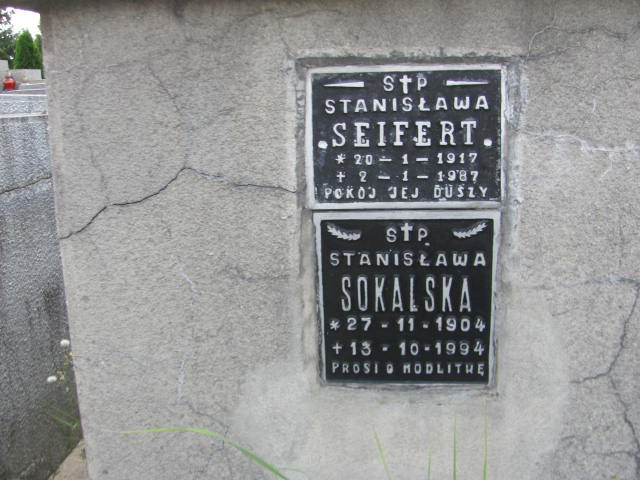 S✝P
STANISŁAWA
SEIFERT.
* 20 - 1 - 1917
+ 2 - 1 - 1987
POKÓJ JEJ DUSZY
S✝P.
STANISŁAWA
SOKALSKA
* 27 - 11 - 1904
+ 13 - 10 - 1994
PROSI O MODLITWĘ